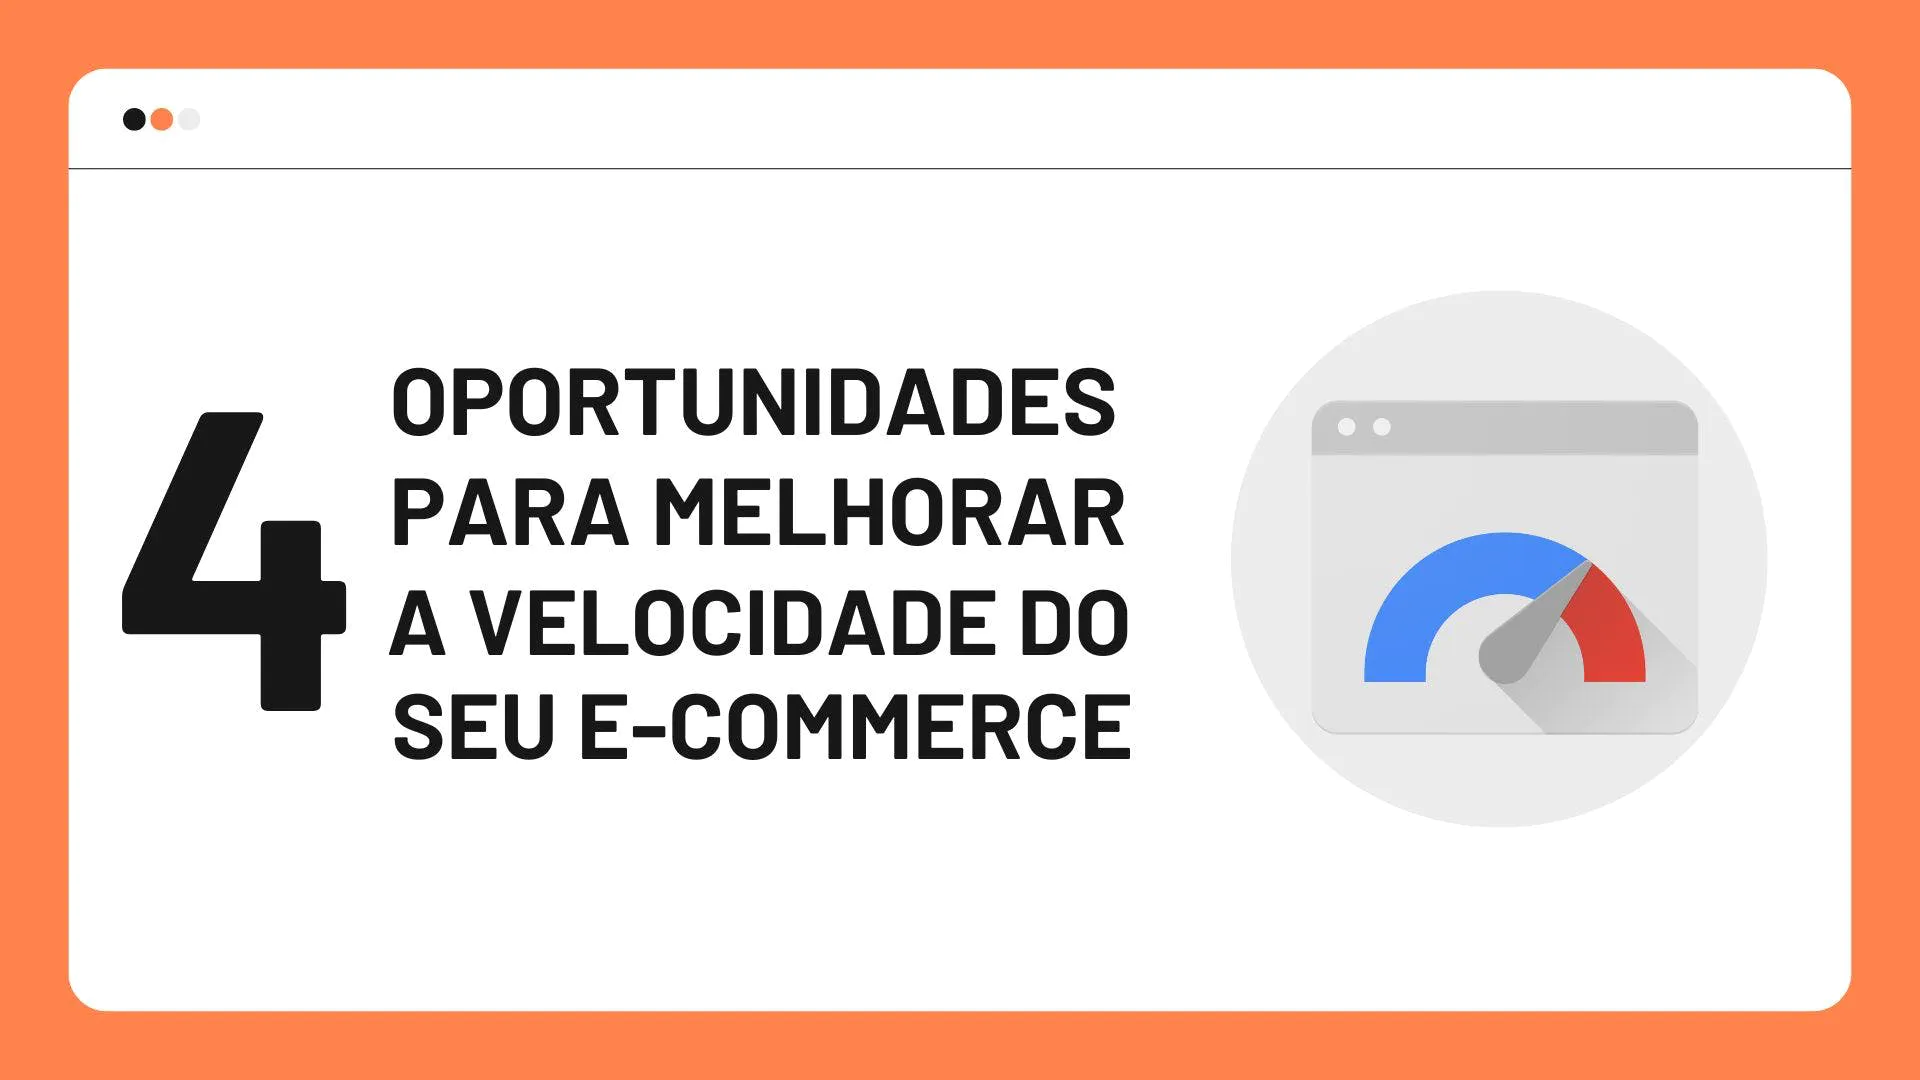 4
OPORTUNIDADES
PARA MELHORAR
A VELOCIDADE DO
SEU E-COMMERCE